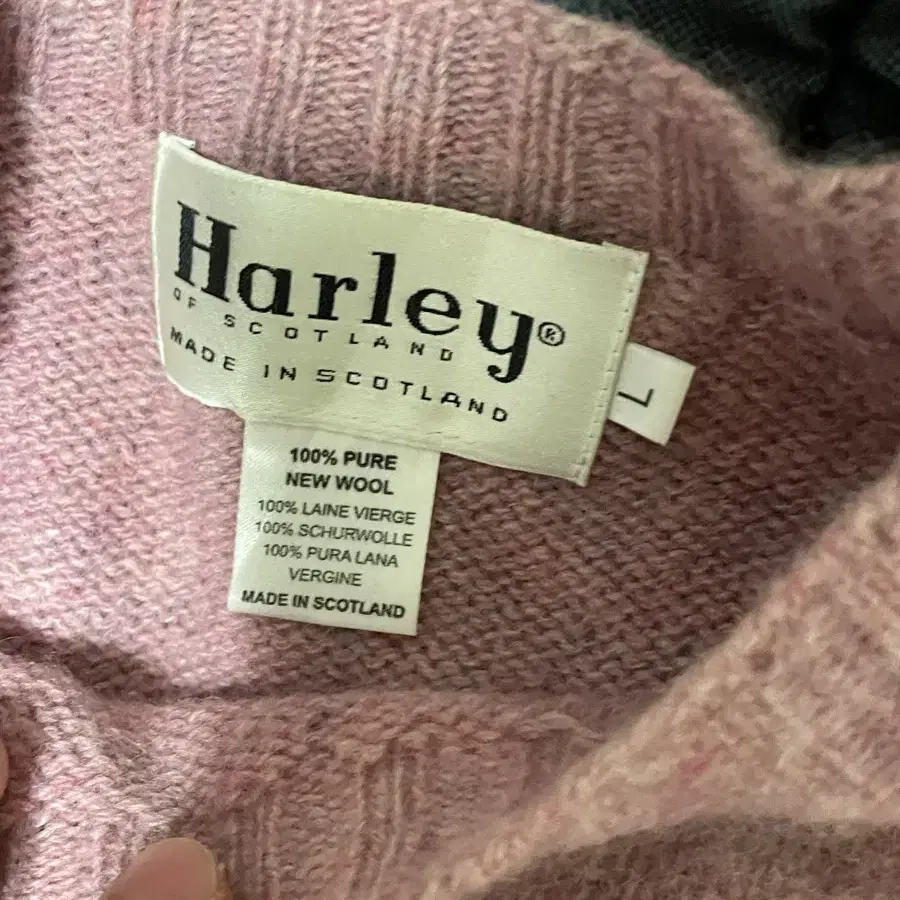 Harley®
OF SCOTLAND
MADE IN SCOTLAND
L
100% PURE
NEW WOOL
100% LAINE VIERGE
100% SCHURWOLLE
100% PURA LANA
VERGINE
MADE IN SCOTLAND